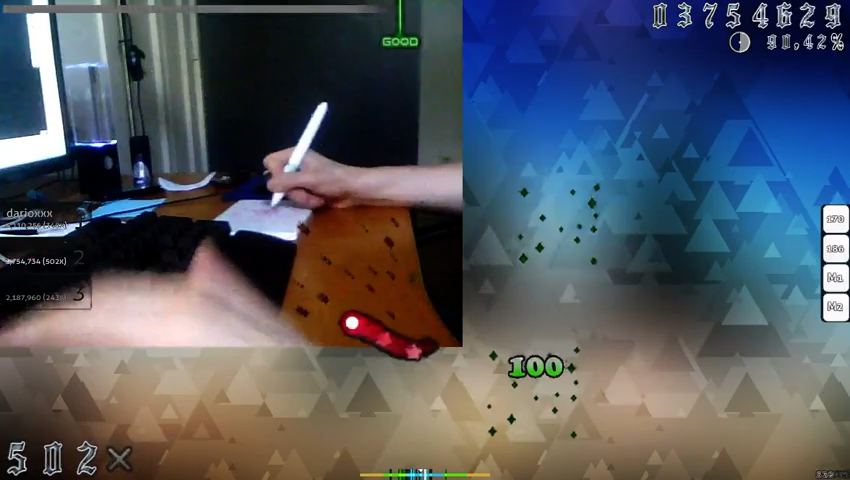 03754629
GOOD
90,42%
darioxxx
2
3,754,734 (502X)
3
2,187,960 (243X)
170
186
M1
M2
100
502×